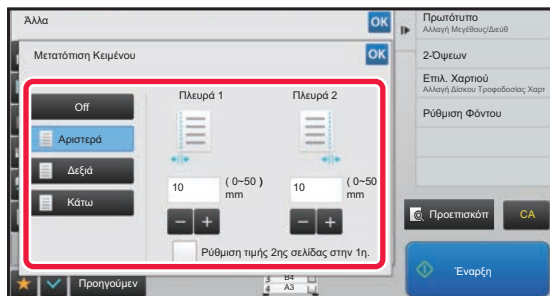 Άλλα
OK
Μετατόπιση Κειμένου
OK
Off
Αριστερά
Δεξιά
Κάτω
Πλευρά 1
Πλευρά 2
10
( 0~50 )
mm
10
( 0~50
mm
Ρύθμιση τιμής 2ης σελίδας στην 1η.
Προηγούμεν
B4
A3
Πρωτότυπο
Αλλαγή Μεγέθους/Διεύθ
2-Όψεων
Επιλ. Χαρτιού
Αλλαγή Δίσκου Τροφοδοσίας Χαρτ
Ρύθμιση Φόντου
Προεπισκόπ
CA
Έναρξη